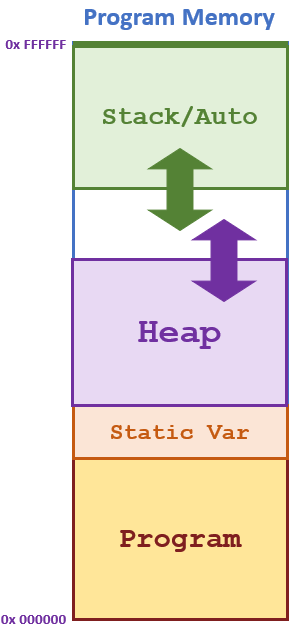 Program Memory
0x FFFFFF
Stack/Auto
Heap
Static Var
Program
0x 000000